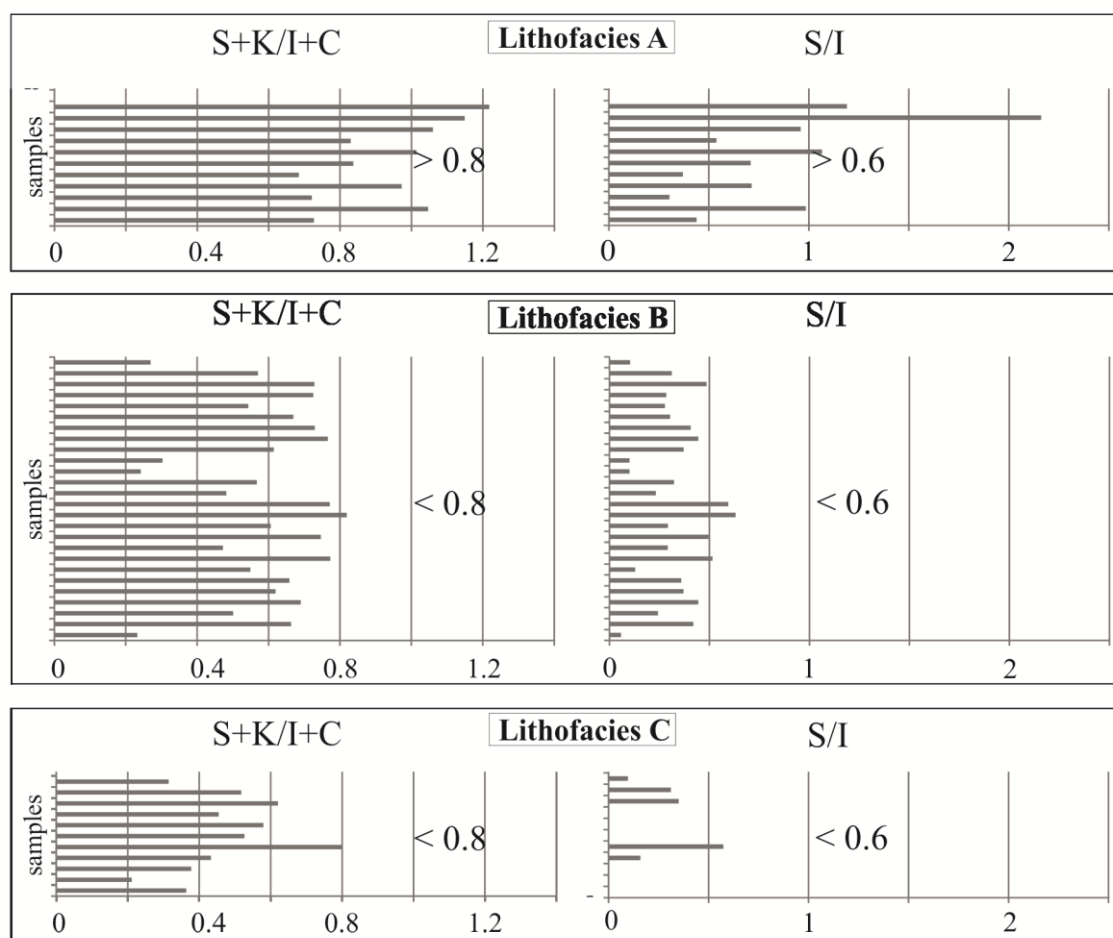 S+K/I+C Lithofacies A S/I
samples
> 0.8 > 0.6
0 0.4 0.8 1.2 0 1 2
S+K/I+C Lithofacies B S/I
samples
< 0.8 < 0.6
0 0.4 0.8 1.2 0 1 2
S+K/I+C Lithofacies C S/I
samples
< 0.8 < 0.6
0 0.4 0.8 1.2 0 1 2